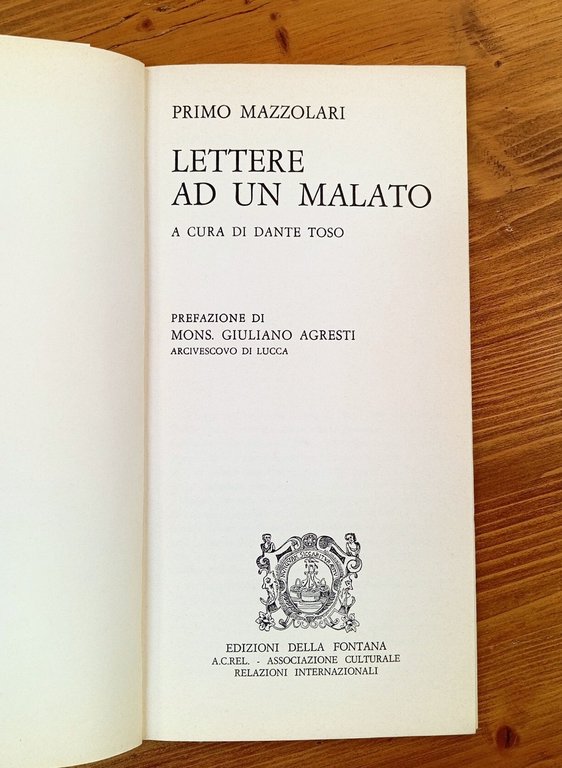 PRIMO MAZZOLARI
LETTERE
AD UN MALATO
A CURA DI DANTE TOSO
PREFAZIONE DI
MONS. GIULIANO AGRESTI
ARCIVESCOVO DI LUCCA
EDIZIONI DELLA FONTANA
A.C.REL. - ASSOCIAZIONE CULTURALE
RELAZIONI INTERNAZIONALI